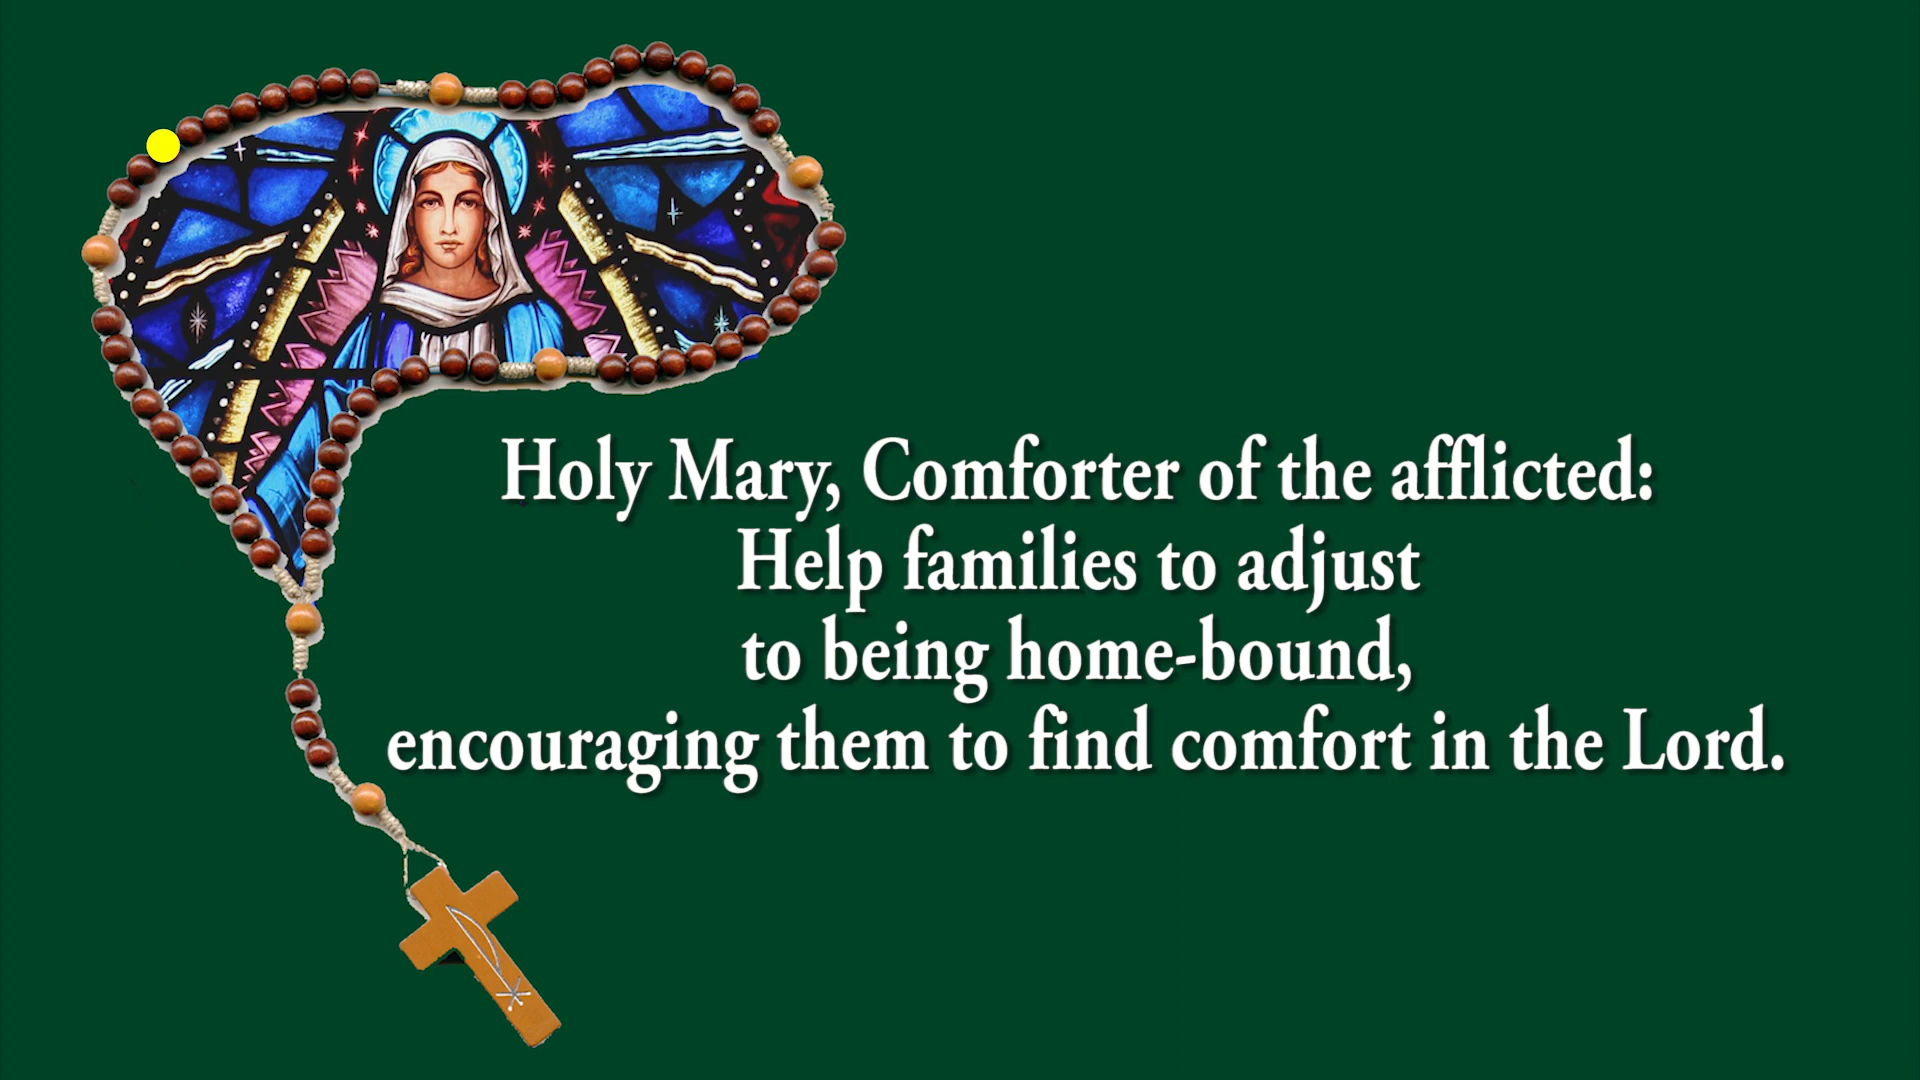 Holy Mary, Comforter of the afflicted:
Help families to adjust
to being home-bound,
encouraging them to find comfort in the Lord.